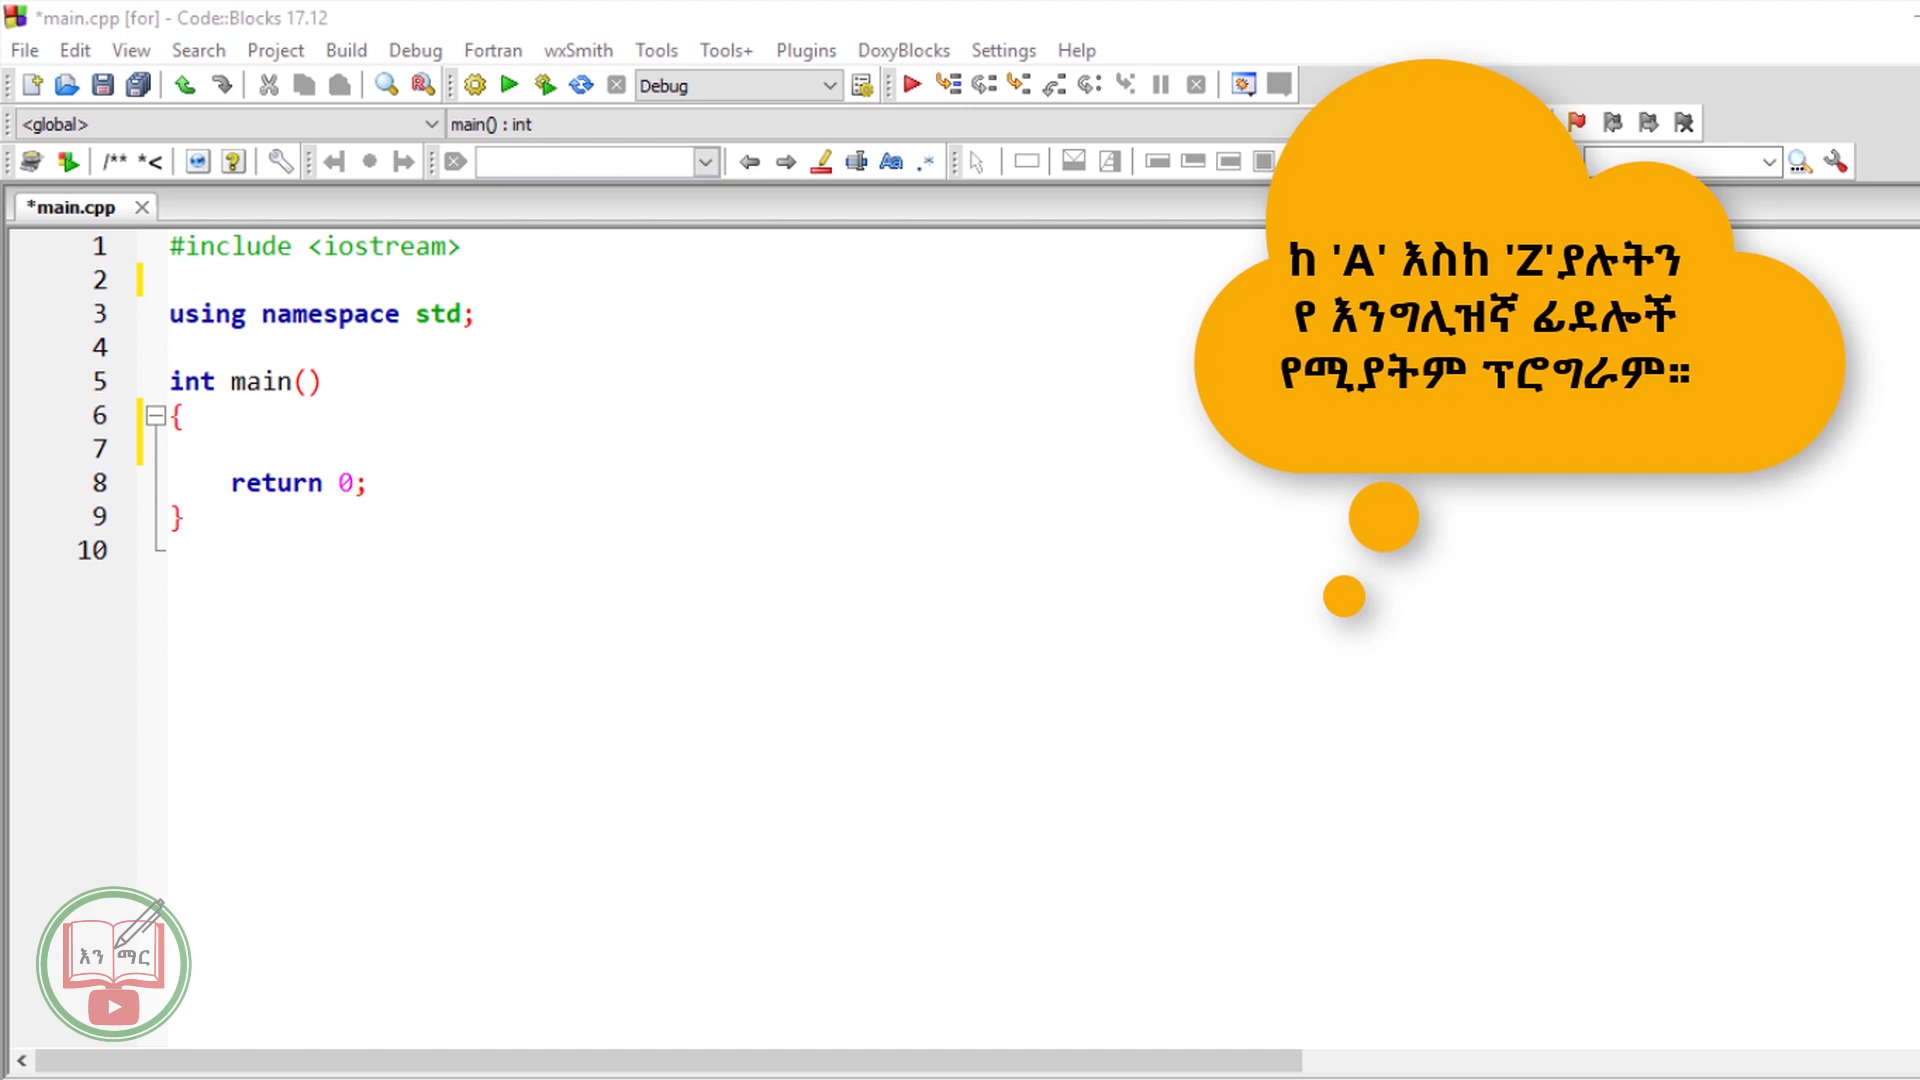 *main.cpp [for] - Code::Blocks 17.12
File Edit View Search Project Build Debug Fortran wxSmith Tools Tools+ Plugins DoxyBlocks Settings Help
Debug
<global> main() : int
/** *<
*main.cpp
1 #include <iostream>
2
3 using namespace std;
4
5 int main()
6 {
7
8 return 0;
9 }
10
ከ 'A' እስከ 'Z'ያሉትን
የ እንግሊዝኛ ፊደሎች
የሚያትም ፕሮግራም።
እን ማር